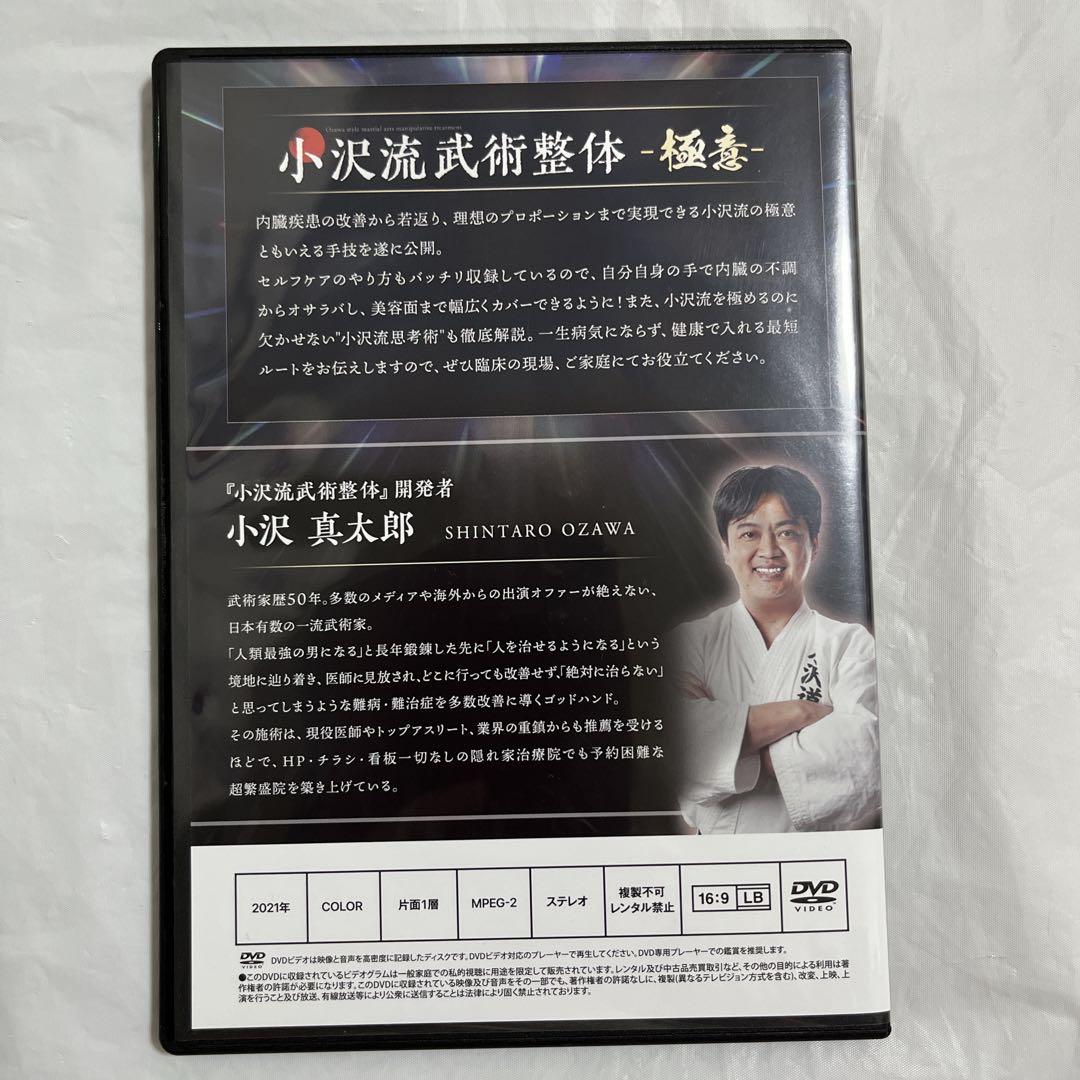 Ozawa style martial arts manipulative treatment
小沢流武術整体 -極意-
内臓疾患の改善から若返り、理想のプロポーションまで実現できる小沢流の極意
ともいえる手技を遂に公開。
セルフケアのやり方もバッチリ収録しているので、自分自身の手で内臓の不調
からオサラバし、美容面まで幅広くカバーできるように!また、小沢流を極めるのに
欠かせない"小沢流思考術"も徹底解説。一生病気にならず、健康で入れる最短
ルートをお伝えしますので、ぜひ臨床の現場、ご家庭にてお役立てください。
『小沢流武術整体』開発者
小沢 真太郎 SHINTARO OZAWA
武術家歴50年。多数のメディアや海外からの出演オファーが絶えない、
日本有数の一流武術家。
「人類最強の男になる」と長年鍛錬した先に「人を治せるようになる」という
境地に辿り着き、医師に見放され、どこに行っても改善せず、「絶対に治らない」
と思ってしまうような難病・難治症を多数改善に導くゴッドハンド。
その施術は、現役医師やトップアスリート、業界の重鎮からも推薦を受ける
ほどで、HP・チラシ・看板一切なしの隠れ家治療院でも予約困難な
超繁盛院を築き上げている。
沢道
2021年 COLOR 片面1層 MPEG-2 ステレオ 複製不可 レンタル禁止 16:9 LB DVD VIDEO
DVD VIDEO DVDビデオは映像と音声を高密度に記録したディスクです。DVDビデオ対応のプレーヤーで再生してください。DVD専用プレーヤーでの鑑賞を推奨します。
●このDVDに収録されているビデオグラムは一般家庭での私的視聴に用途を限定して販売されています。レンタル及び中古品売買取引など、その他の目的による利用は著
作権者の許諾が必要になります。このDVDに収録されている映像及び音声をその一部でも、著作権者の許諾なしに、複製(異なるテレビジョン方式を含む)、改変、上映、上
演を行うこと及び放送、有線放送等により公衆に送信することは法律により固く禁止されております。